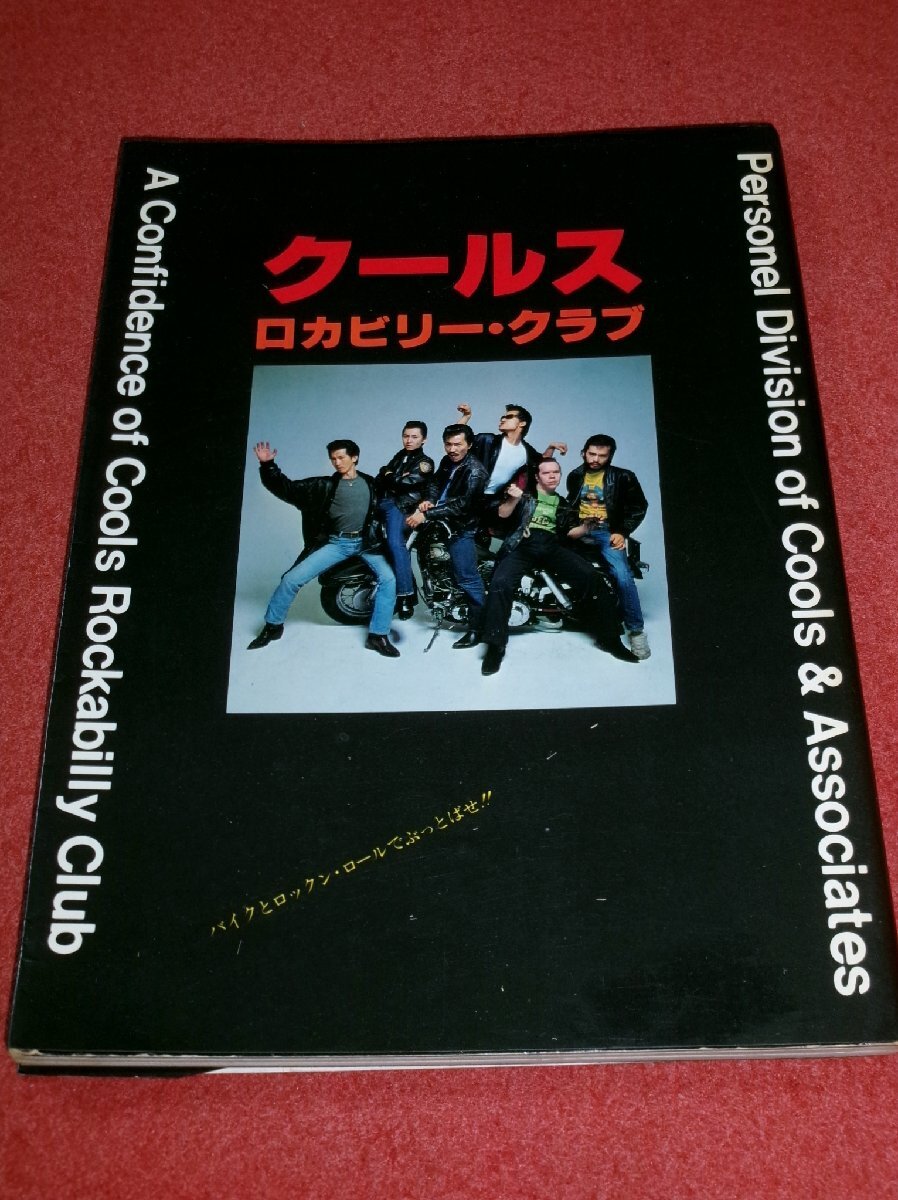 クールス
ロカビリー・クラブ
A Confidence of Cools Rockabilly Club
Personel Division of Cools & Associates
バイクとロックン・ロールでぶっとばせ!!